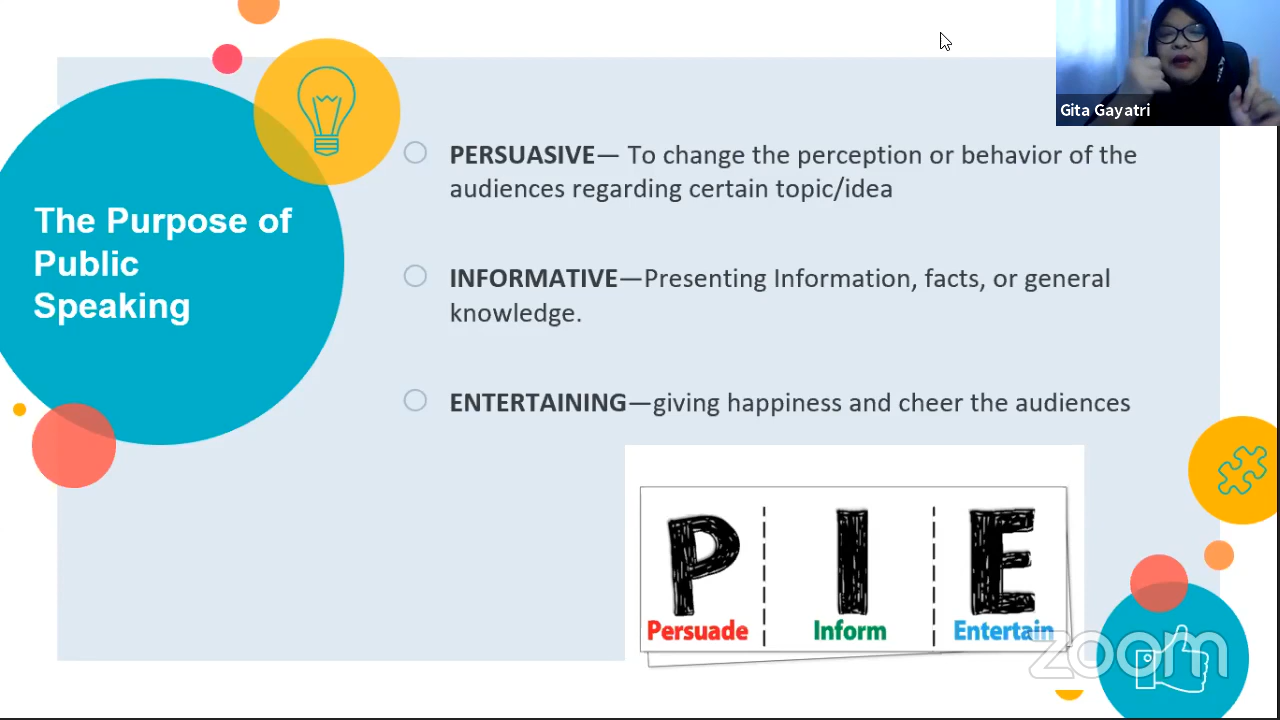 Gita Gayatri
The Purpose of
Public
Speaking
PERSUASIVE— To change the perception or behavior of the
audiences regarding certain topic/idea
INFORMATIVE—Presenting Information, facts, or general
knowledge.
ENTERTAINING—giving happiness and cheer the audiences
P I E
Persuade Inform Entertain
zoom